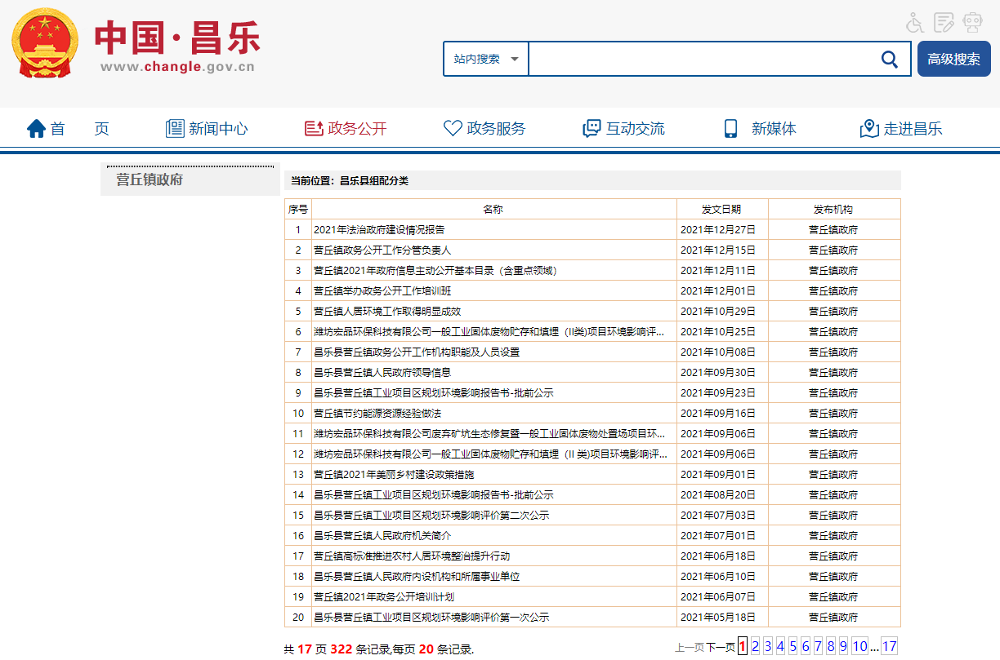 中国·昌乐
www.changle.gov.cn
站内搜索
高级搜索
首 页 新闻中心 政务公开 政务服务 互动交流 新媒体 走进昌乐
营丘镇政府
当前位置：昌乐县组配分类
序号 名称 发文日期 发布机构
1 2021年法治政府建设情况报告 2021年12月27日 营丘镇政府
2 营丘镇政务公开工作分管负责人 2021年12月15日 营丘镇政府
3 营丘镇2021年政府信息主动公开基本目录（含重点领域） 2021年12月11日 营丘镇政府
4 营丘镇举办政务公开工作培训班 2021年12月01日 营丘镇政府
5 营丘镇人居环境工作取得明显成效 2021年10月29日 营丘镇政府
6 潍坊宏品环保科技有限公司一般工业固体废物贮存和填埋（II类)项目环境影响评... 2021年10月25日 营丘镇政府
7 昌乐县营丘镇政务公开工作机构职能及人员设置 2021年10月08日 营丘镇政府
8 昌乐县营丘镇人民政府领导信息 2021年09月30日 营丘镇政府
9 昌乐县营丘镇工业项目区规划环境影响报告书-批前公示 2021年09月23日 营丘镇政府
10 营丘镇节约能源资源经验做法 2021年09月16日 营丘镇政府
11 潍坊宏品环保科技有限公司废弃矿坑生态修复暨一般工业固体废物处置场项目环... 2021年09月06日 营丘镇政府
12 潍坊宏品环保科技有限公司一般工业固体废物贮存和填埋（II 类)项目环境影响评... 2021年09月06日 营丘镇政府
13 营丘镇2021年美丽乡村建设政策措施 2021年09月01日 营丘镇政府
14 昌乐县营丘镇工业项目区规划环境影响报告书-批前公示 2021年08月20日 营丘镇政府
15 昌乐县营丘镇工业项目区规划环境影响评价第二次公示 2021年07月03日 营丘镇政府
16 昌乐县营丘镇人民政府机关简介 2021年07月01日 营丘镇政府
17 营丘镇高标准推进农村人居环境整治提升行动 2021年06月18日 营丘镇政府
18 昌乐县营丘镇人民政府内设机构和所属事业单位 2021年06月10日 营丘镇政府
19 营丘镇2021年政务公开培训计划 2021年06月07日 营丘镇政府
20 昌乐县营丘镇工业项目区规划环境影响评价第一次公示 2021年05月18日 营丘镇政府
共 17 页 322 条记录,每页 20 条记录. 上一页 下一页 1 2 3 4 5 6 7 8 9 10 ... 17